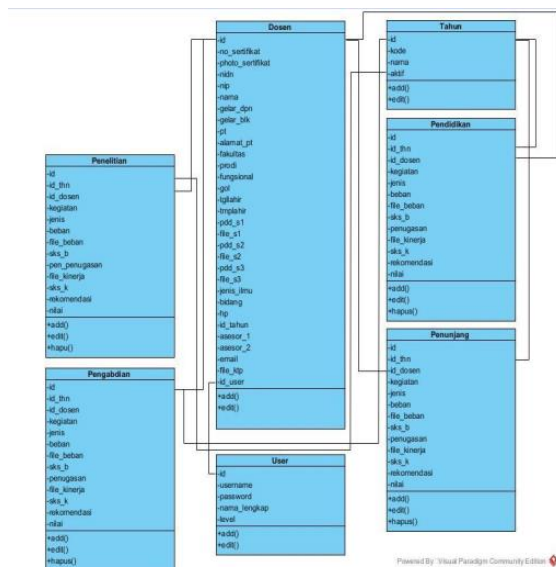 Dosen
-id
-no_sertifikat
-photo_sertifikat
-nidn
-nip
-nama
-gelar_dpn
-gelar_blk
-pt
-alamat_pt
-fakultas
-prodi
-fungsional
-gol
-tgllahir
-tmplahir
-pdd_s1
-file_s1
-pdd_s2
-file_s2
-pdd_s3
-file_s3
-jenis_ilmu
-bidang
-hp
-id_tahun
-asesor_1
-asesor_2
-email
-file_ktp
-id_user
+add()
+edit()
Tahun
-id
-kode
-nama
-aktif
+add()
+edit()
Pendidikan
-id
-id_thn
-id_dosen
-kegiatan
-jenis
-beban
-file_beban
-sks_b
-penugasan
-file_kinerja
-sks_k
-rekomendasi
-nilai
+add()
+edit()
+hapus()
Penelitian
-id
-id_thn
-id_dosen
-kegiatan
-jenis
-beban
-file_beban
-sks_b
-pen_penugasan
-file_kinerja
-sks_k
-rekomendasi
-nilai
+add()
+edit()
+hapu()
Penunjang
-id
-id_thn
-id_dosen
-kegiatan
-jenis
-beban
-file_beban
-sks_b
-penugasan
-file_kinerja
-sks_k
-rekomendasi
-nilai
+add()
+edit()
+hapus()
Pengabdian
-id
-id_thn
-id_dosen
-kegiatan
-jenis
-beban
-file_beban
-sks_b
-penugasan
-file_kinerja
-sks_k
-rekomendasi
-nilai
+add()
+edit()
+hapus()
User
-id
-username
-password
-nama_lengkap
-level
+add()
+edit()
Powered By Visual Paradigm Community Edition